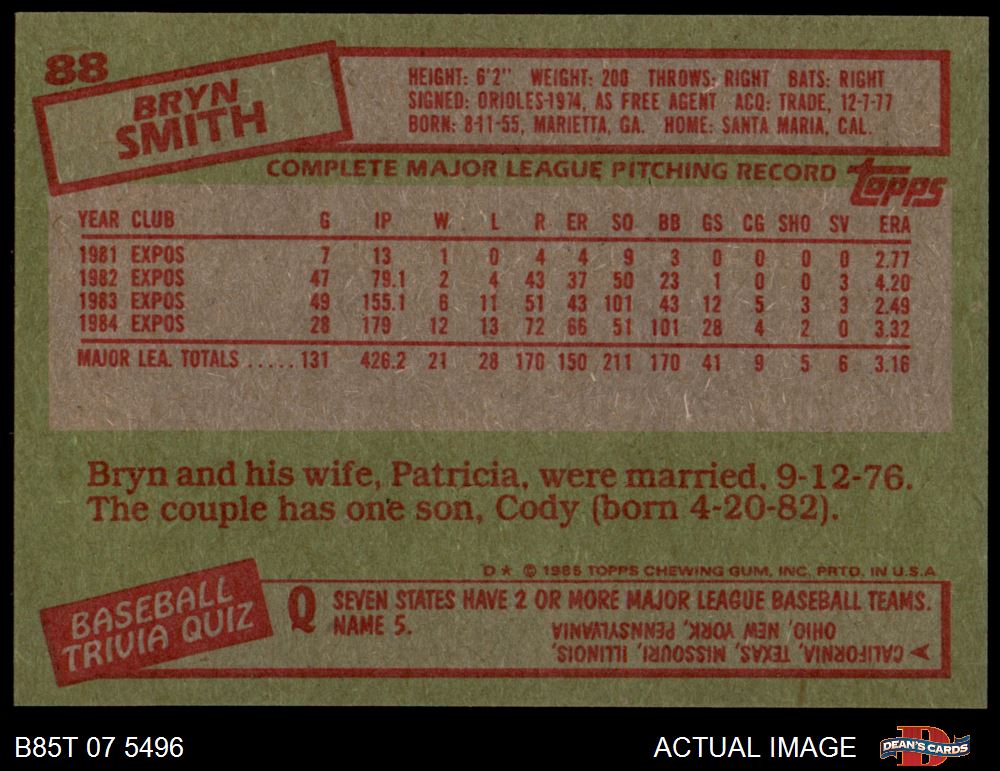 88
BRYN
SMITH
HEIGHT: 6'2" WEIGHT: 200 THROWS: RIGHT BATS: RIGHT
SIGNED: ORIOLES-1974, AS FREE AGENT ACQ: TRADE, 12-7-77
BORN: 8-11-55, MARIETTA, GA. HOME: SANTA MARIA, CAL.
COMPLETE MAJOR LEAGUE PITCHING RECORD
topps
YEAR CLUB G IP W L R ER SO BB GS CG SHO SV ERA
1981 EXPOS 7 13 1 0 4 4 9 3 0 0 0 0 2.77
1982 EXPOS 47 79.1 2 4 43 37 50 23 1 0 0 3 4.20
1983 EXPOS 49 155.1 6 11 51 43 101 43 12 5 3 3 2.49
1984 EXPOS 28 179 12 13 72 66 51 101 28 4 2 0 3.32
MAJOR LEA. TOTALS ..... 131 426.2 21 28 170 150 211 170 41 9 5 6 3.16
Bryn and his wife, Patricia, were married, 9-12-76.
The couple has one son, Cody (born 4-20-82).
D * © 1985 TOPPS CHEWING GUM, INC. PRTD. IN U.S.A.
BASEBALL
TRIVIA QUIZ
Q SEVEN STATES HAVE 2 OR MORE MAJOR LEAGUE BASEBALL TEAMS.
NAME 5.
CALIFORNIA, TEXAS, MISSOURI, ILLINOIS,
OHIO, NEW YORK, PENNSYLVANIA
B85T 07 5496
ACTUAL IMAGE
D
DEAN'S CARDS